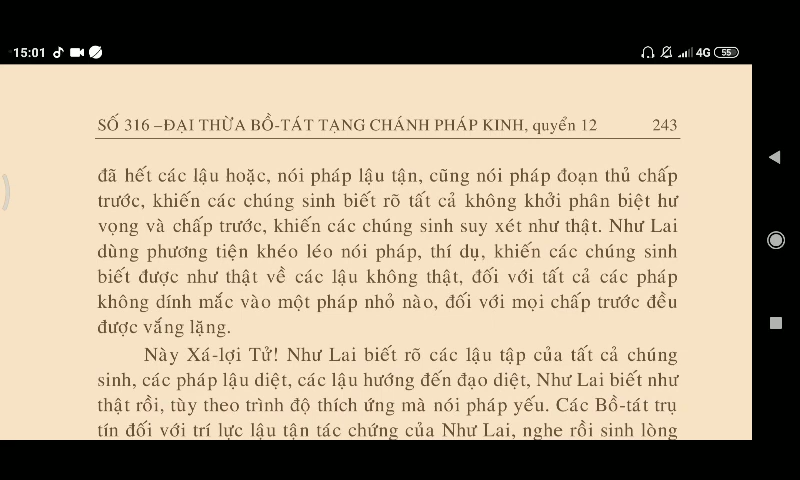 15:01
4G 55
SỐ 316 –ĐẠI THỪA BỒ-TÁT TẠNG CHÁNH PHÁP KINH, quyển 12 243
đã hết các lậu hoặc, nói pháp lậu tận, cũng nói pháp đoạn thủ chấp
trước, khiến các chúng sinh biết rõ tất cả không khởi phân biệt hư
vọng và chấp trước, khiến các chúng sinh suy xét như thật. Như Lai
dùng phương tiện khéo léo nói pháp, thí dụ, khiến các chúng sinh
biết được như thật về các lậu không thật, đối với tất cả các pháp
không dính mắc vào một pháp nhỏ nào, đối với mọi chấp trước đều
được vắng lặng.
Này Xá-lợi Tử! Như Lai biết rõ các lậu tập của tất cả chúng
sinh, các pháp lậu diệt, các lậu hướng đến đạo diệt, Như Lai biết như
thật rồi, tùy theo trình độ thích ứng mà nói pháp yếu. Các Bồ-tát trụ
tín đối với trí lực lậu tận tác chứng của Như Lai, nghe rồi sinh lòng